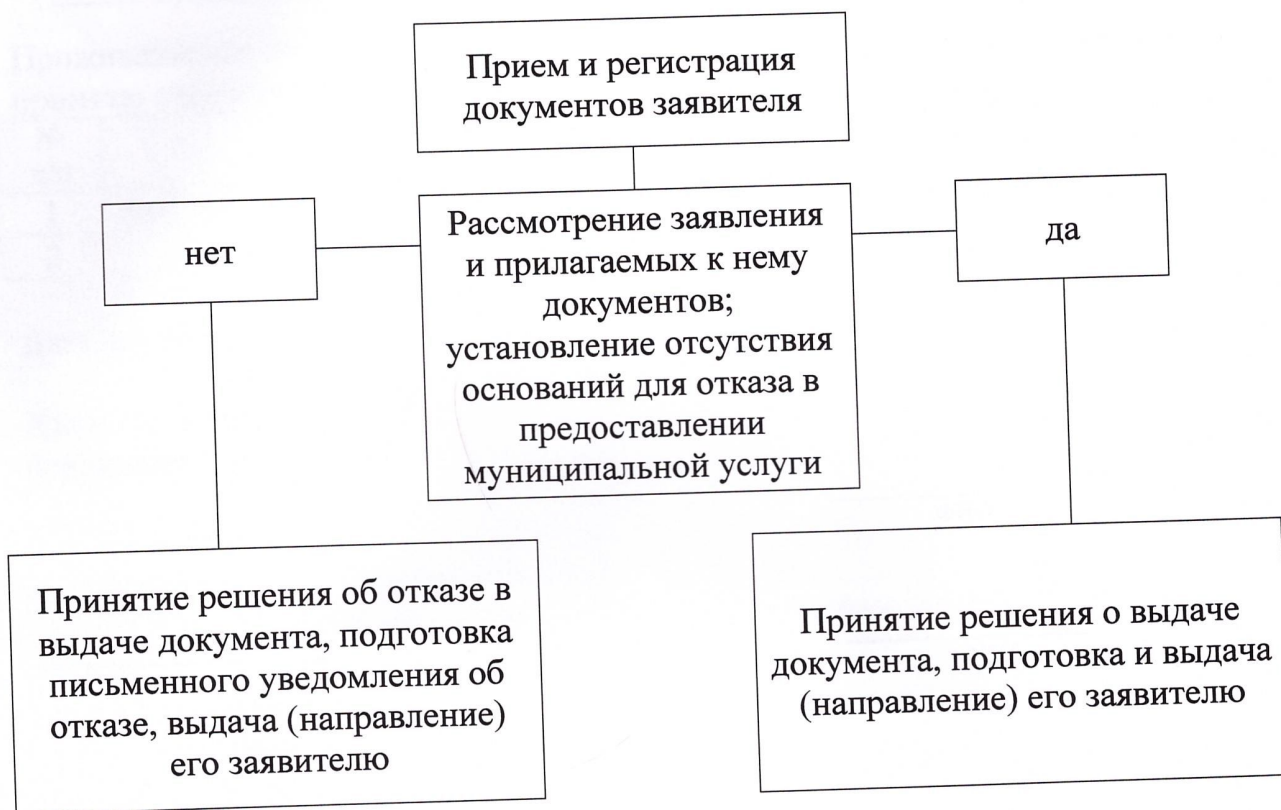 Прием и регистрация
документов заявителя
нет
Рассмотрение заявления
и прилагаемых к нему
документов;
установление отсутствия
оснований для отказа в
предоставлении
муниципальной услуги
да
Принятие решения об отказе в
выдаче документа, подготовка
письменного уведомления об
отказе, выдача (направление)
его заявителю
Принятие решения о выдаче
документа, подготовка и выдача
(направление) его заявителю